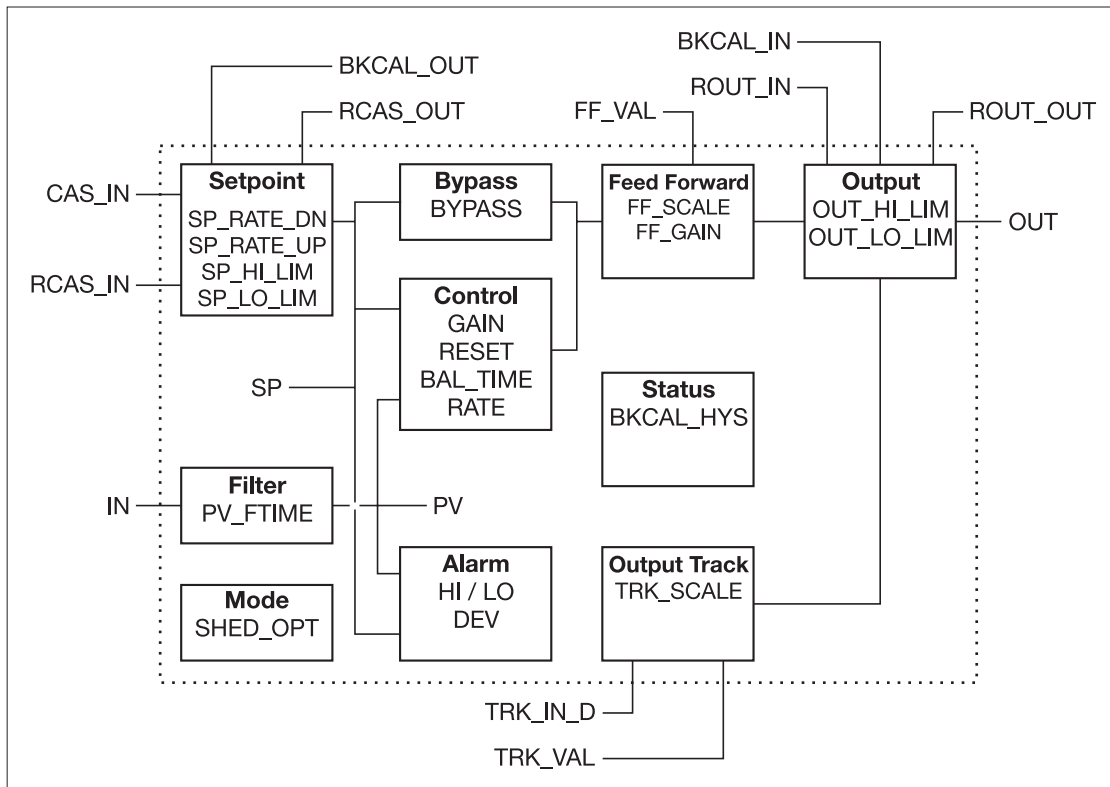 BKCAL_IN
BKCAL_OUT
ROUT_IN
RCAS_OUT
FF_VAL
ROUT_OUT
CAS_IN
RCAS_IN
Setpoint
SP_RATE_DN
SP_RATE_UP
SP_HI_LIM
SP_LO_LIM
Bypass
BYPASS
Feed Forward
FF_SCALE
FF_GAIN
Output
OUT_HI_LIM
OUT_LO_LIM
OUT
Control
GAIN
RESET
BAL_TIME
RATE
SP
Status
BKCAL_HYS
IN
Filter
PV_FTIME
PV
Mode
SHED_OPT
Alarm
HI / LO
DEV
Output Track
TRK_SCALE
TRK_IN_D
TRK_VAL